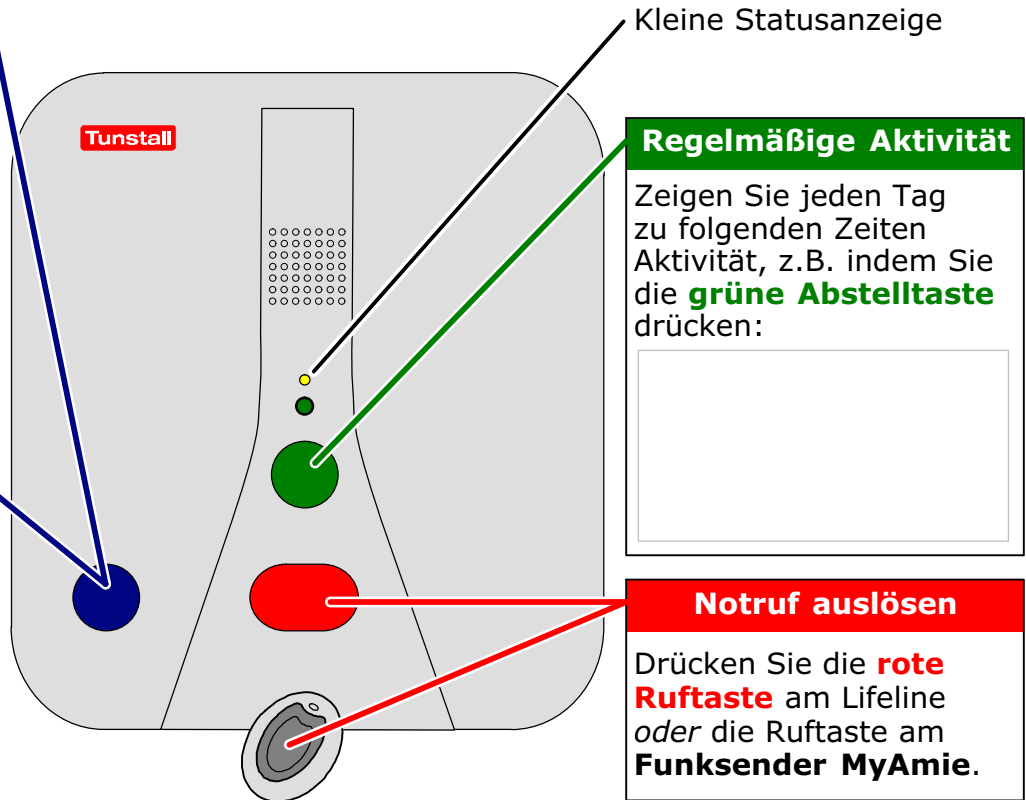 Kleine Statusanzeige
Tunstall
Regelmäßige Aktivität
Zeigen Sie jeden Tag
zu folgenden Zeiten
Aktivität, z.B. indem Sie
die grüne Abstelltaste
drücken:
Notruf auslösen
Drücken Sie die rote
Ruftaste am Lifeline
oder die Ruftaste am
Funksender MyAmie.